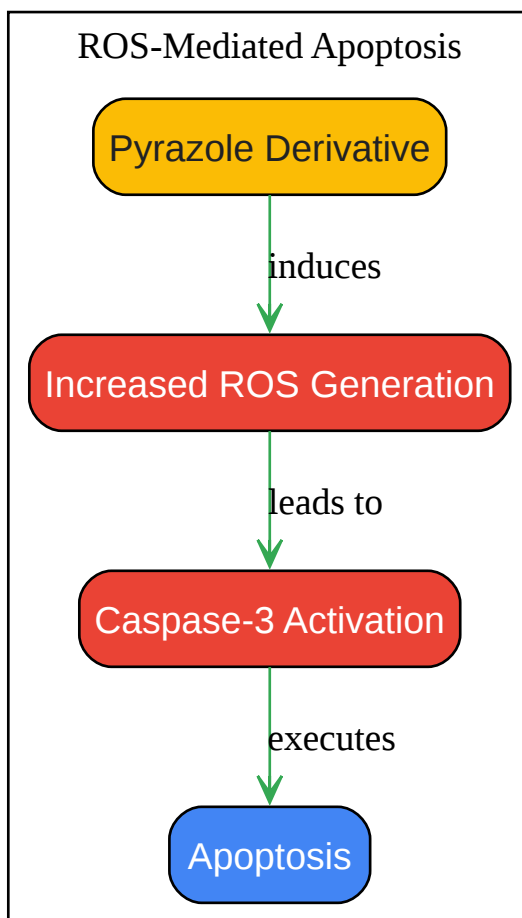 ROS-Mediated Apoptosis
Pyrazole Derivative
induces
Increased ROS Generation
leads to
Caspase-3 Activation
executes
Apoptosis